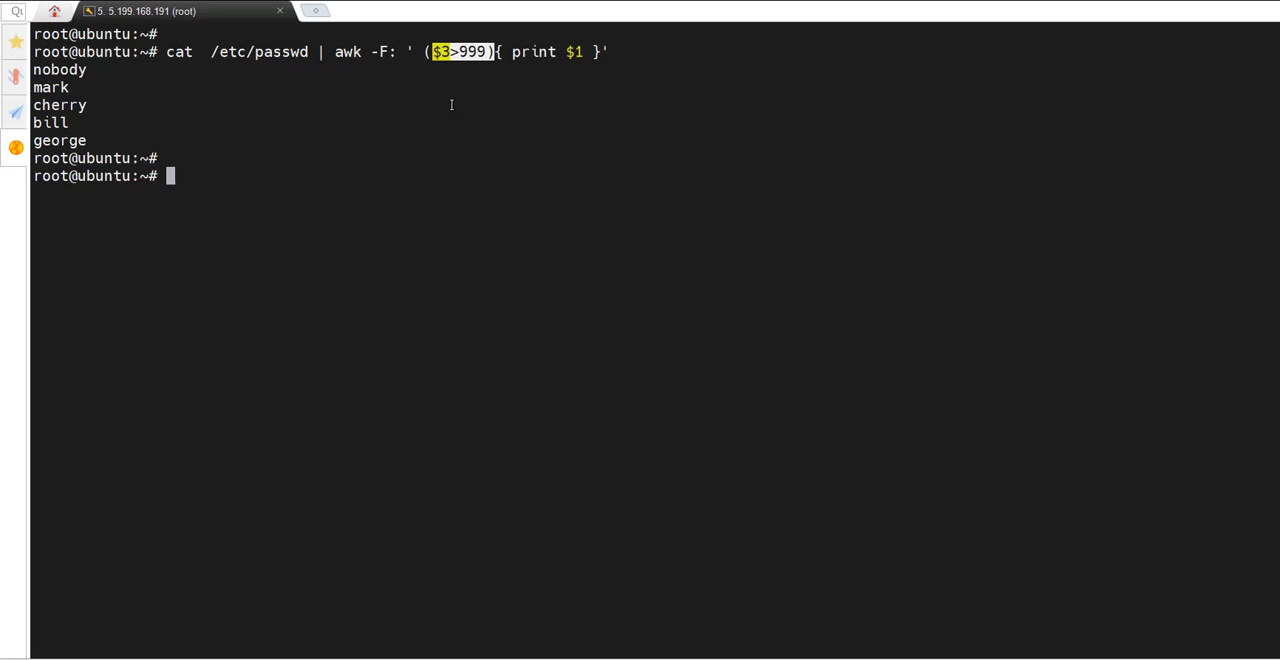 Qu
5. 5.199.168.191 (root)
root@ubuntu:~#
root@ubuntu:~# cat  /etc/passwd | awk -F: ' ($3>999){ print $1 }'
nobody
mark
cherry
bill
george
root@ubuntu:~#
root@ubuntu:~#